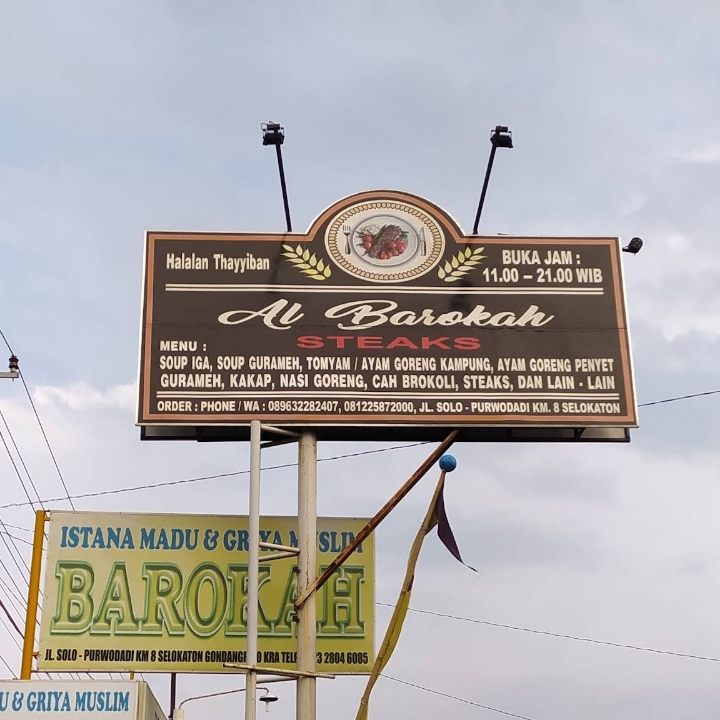 Halalan Thayyiban
BUKA JAM :
11.00 – 21.00 WIB
Al Barokah
STEAKS
MENU :
SOUP IGA, SOUP GURAMEH, TOMYAM / AYAM GORENG KAMPUNG, AYAM GORENG PENYET
GURAMEH, KAKAP, NASI GORENG, CAH BROKOLI, STEAKS, DAN LAIN - LAIN
ORDER : PHONE / WA : 089632282407, 081225872000, JL. SOLO - PURWODADI KM. 8 SELOKATON
ISTANA MADU & GRIYA MUSLIM
BAROKAH
JL. SOLO - PURWODADI KM 8 SELOKATON KRA 3 2804 6085
U & GRIYA MUSLIM